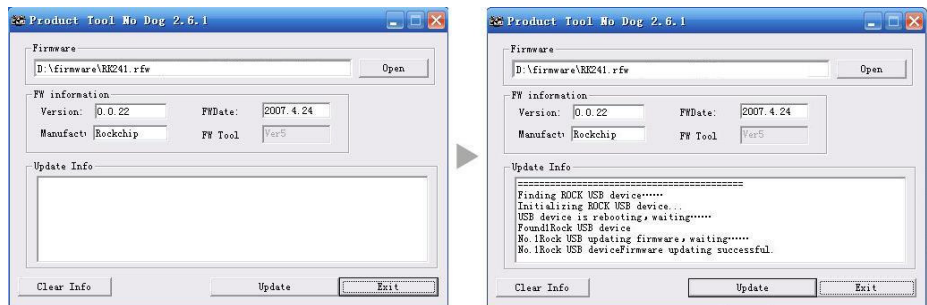 Product Tool No Dog 2.6.1
Firmware
D:\firmware\RK241.rfw
Open
FW information
Version: 0.0.22 FWDate: 2007.4.24
Manufactu Rockchip FW Tool Ver5
Update Info
Clear Info Update Exit
Product Tool No Dog 2.6.1
Firmware
D:\firmware\RK241.rfw
Open
FW information
Version: 0.0.22 FWDate: 2007.4.24
Manufactu Rockchip FW Tool Ver5
Update Info
============================================
Finding ROCK USB device······
Initializing ROCK USB device...
USB device is rebooting, waiting······
Found1Rock USB device
No.1Rock USB updating firmware, waiting······
No.1Rock USB deviceFirmware updating successful.
Clear Info Update Exit